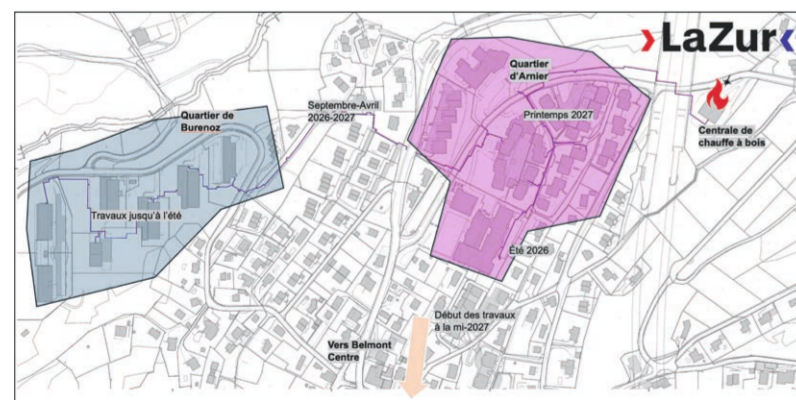 LaZur
Quartier
d'Arnier
Septembre-Avril
2026-2027
Quartier de
Burenoz
Printemps 2027
Centrale de
chauffe à bois
Travaux jusqu'à l'été
Été 2026
Début des travaux
à la mi-2027
Vers Belmont
Centre